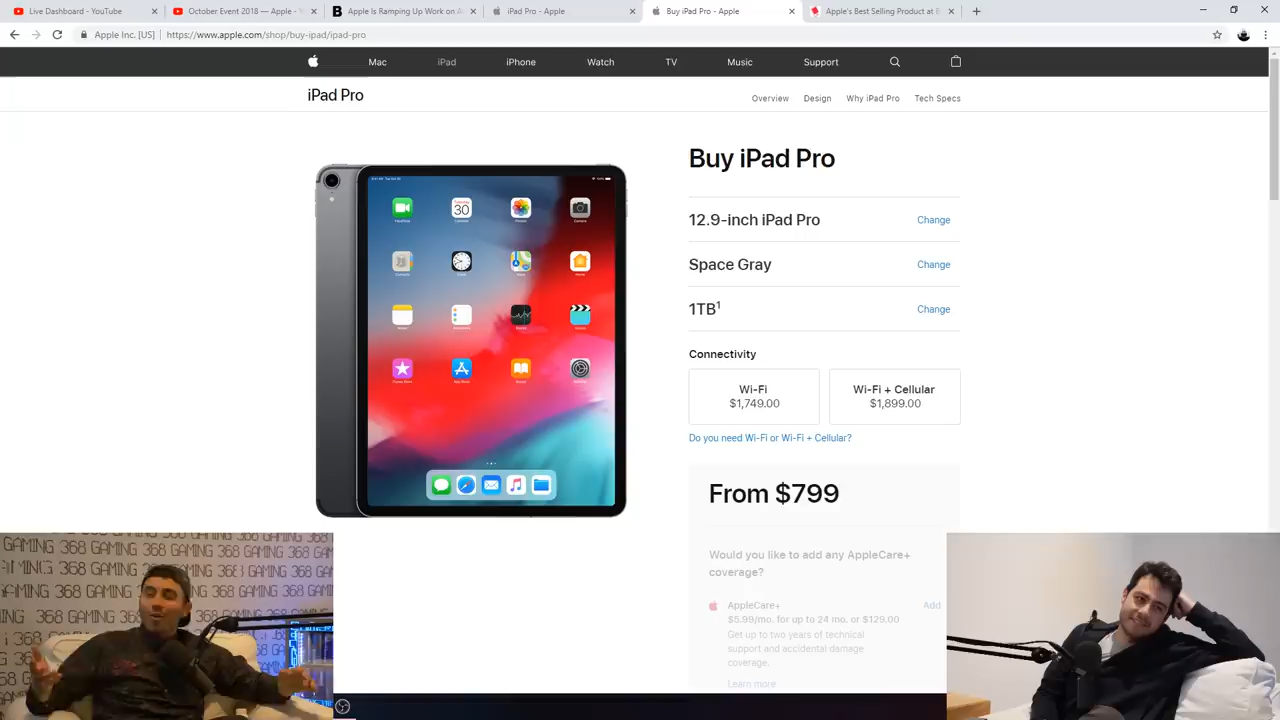 Live Dashboard - YouTube
October Event 2018 — Apple - Y
Apple Is Ramping Up Work on A
iPad Pro - Apple
Buy iPad Pro - Apple
Apple's Best Selling Product at E
Apple Inc. [US] | https://www.apple.com/shop/buy-ipad/ipad-pro
Mac iPad iPhone Watch TV Music Support
iPad Pro
Overview Design Why iPad Pro Tech Specs
Buy iPad Pro
12.9-inch iPad Pro Change
Space Gray Change
1TB1 Change
Connectivity
Wi-Fi
$1,749.00
Wi-Fi + Cellular
$1,899.00
Do you need Wi-Fi or Wi-Fi + Cellular?
From $799
Would you like to add any AppleCare+
coverage?
AppleCare+ Add
$5.99/mo. for up to 24 mo. or $129.00
Get up to two years of technical
support and accidental damage
coverage.
Learn more
Tuesday
30
GAMING 368 GAMING 368 GAMING
368 GAMING
GAMING